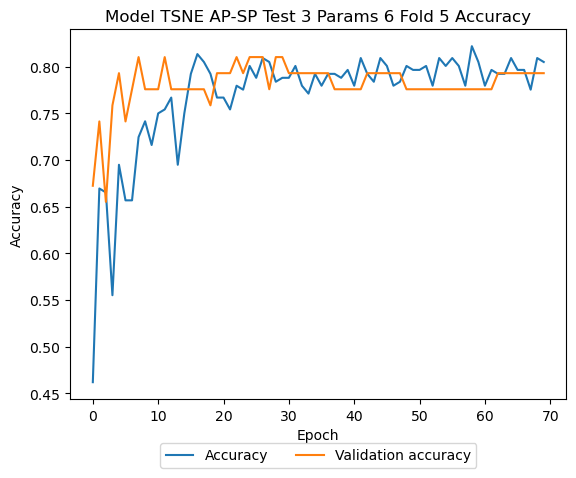 Model TSNE AP-SP Test 3 Params 6 Fold 5 Accuracy
Accuracy
0.80
0.75
0.70
0.65
0.60
0.55
0.50
0.45
0 10 20 30 40 50 60 70
Epoch
Accuracy Validation accuracy